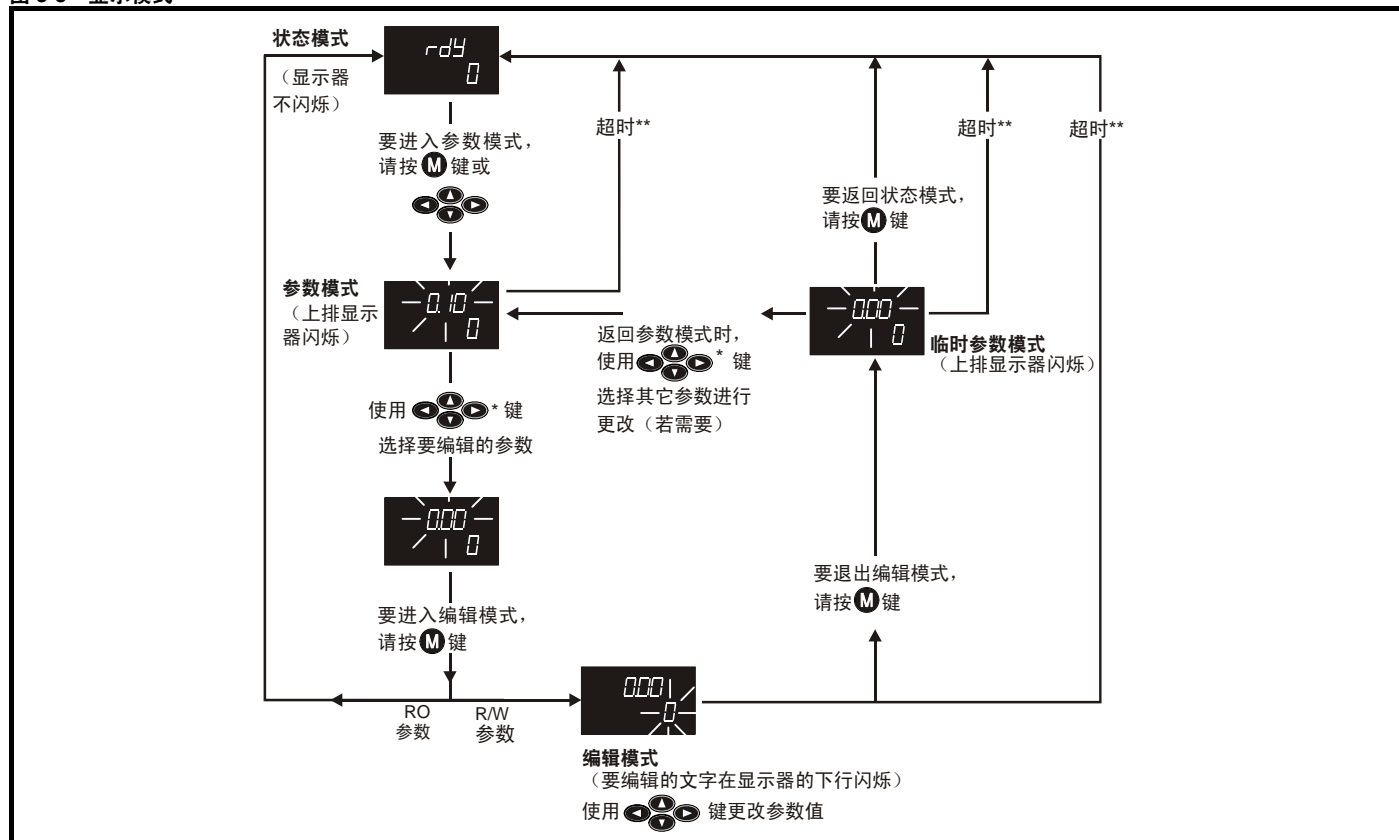 状态模式
（显示器
不闪烁）
rdY
0
要进入参数模式，
请按 M 键或
超时**
参数模式
（上排显示
器闪烁）
0.10
0
使用 * 键
选择要编辑的参数
0.00
0
要进入编辑模式，
请按 M 键
RO
参数
R/W
参数
返回参数模式时，
使用 * 键
选择其它参数进行
更改（若需要）
要返回状态模式，
请按 M 键
超时**
超时**
0.00
0
临时参数模式
（上排显示器闪烁）
要退出编辑模式，
请按 M 键
0.00
0
编辑模式
（要编辑的文字在显示器的下行闪烁）
使用 键更改参数值